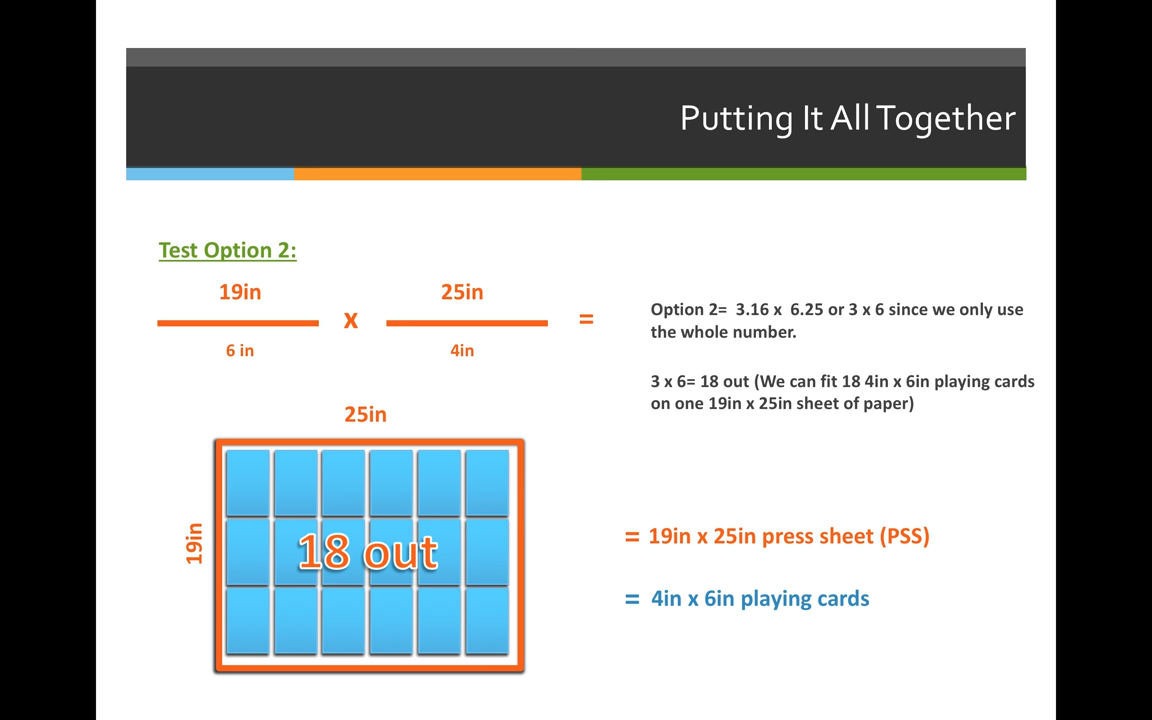 Putting It All Together
Test Option 2:
19in
6 in
x
25in
4in
=
Option 2=  3.16 x  6.25 or 3 x 6 since we only use
the whole number.
3 x 6= 18 out (We can fit 18 4in x 6in playing cards
on one 19in x 25in sheet of paper)
25in
19in
18 out
= 19in x 25in press sheet (PSS)
= 4in x 6in playing cards